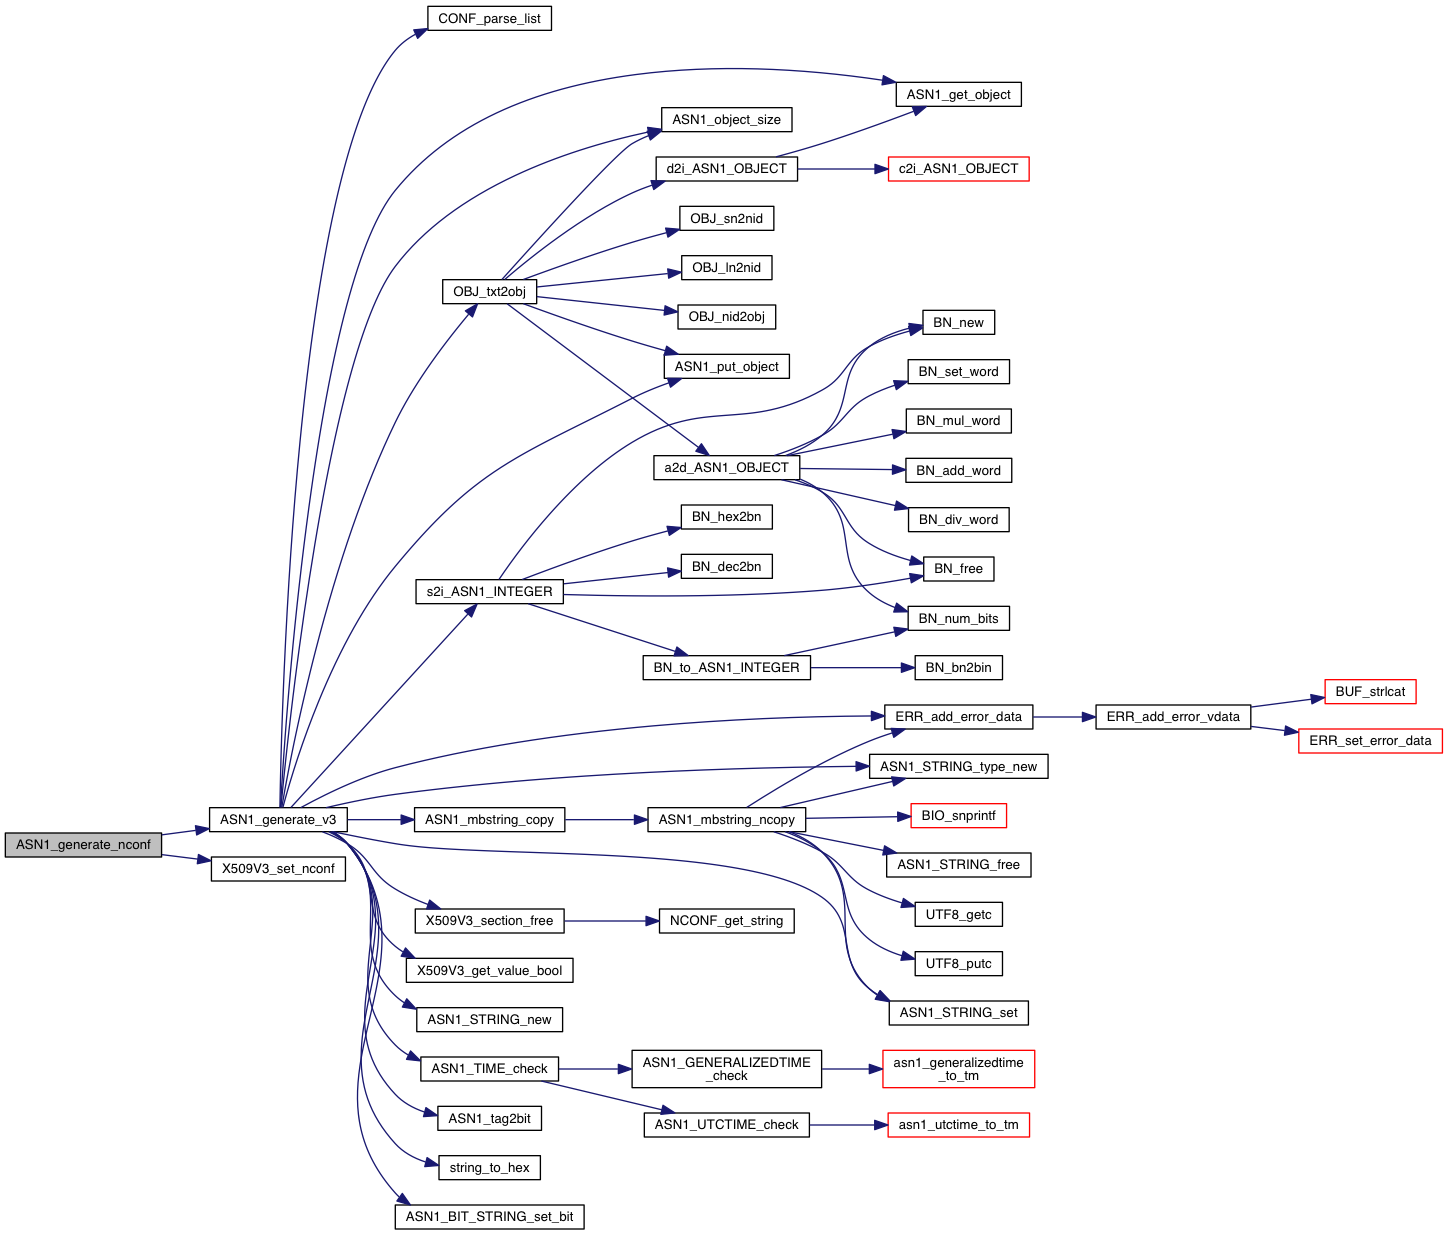 CONF_parse_list
ASN1_get_object
ASN1_object_size
d2i_ASN1_OBJECT
c2i_ASN1_OBJECT
OBJ_sn2nid
OBJ_ln2nid
OBJ_txt2obj
OBJ_nid2obj
BN_new
ASN1_put_object
BN_set_word
BN_mul_word
a2d_ASN1_OBJECT
BN_add_word
BN_hex2bn
BN_div_word
BN_dec2bn
BN_free
s2i_ASN1_INTEGER
BN_num_bits
BN_to_ASN1_INTEGER
BN_bn2bin
BUF_strlcat
ERR_add_error_data
ERR_add_error_vdata
ERR_set_error_data
ASN1_STRING_type_new
ASN1_generate_v3
ASN1_mbstring_copy
ASN1_mbstring_ncopy
BIO_snprintf
ASN1_generate_nconf
X509V3_set_nconf
ASN1_STRING_free
UTF8_getc
X509V3_section_free
NCONF_get_string
UTF8_putc
X509V3_get_value_bool
ASN1_STRING_set
ASN1_STRING_new
ASN1_TIME_check
ASN1_GENERALIZEDTIME
_check
asn1_generalizedtime
_to_tm
ASN1_tag2bit
ASN1_UTCTIME_check
asn1_utctime_to_tm
string_to_hex
ASN1_BIT_STRING_set_bit